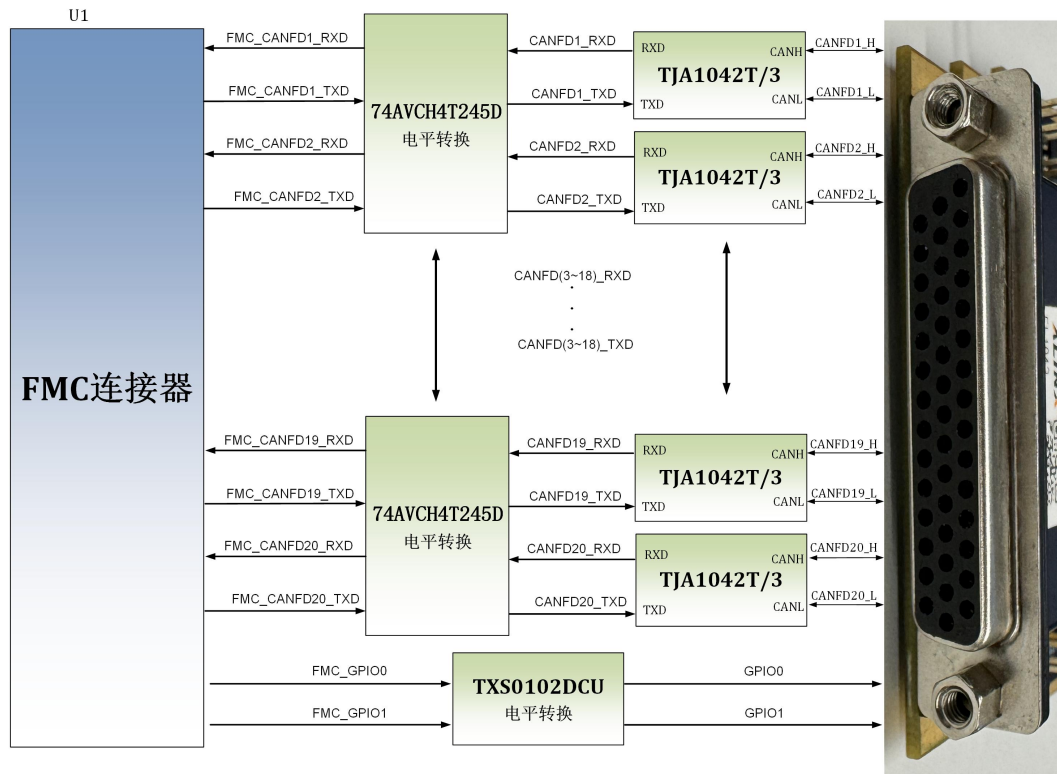 U1
FMC连接器
FMC_CANFD1_RXD
FMC_CANFD1_TXD
FMC_CANFD2_RXD
FMC_CANFD2_TXD
74AVCH4T245D
电平转换
CANFD1_RXD
CANFD1_TXD
CANFD2_RXD
CANFD2_TXD
RXD
CANH
TJA1042T/3
TXD
CANL
CANFD1_H
CANFD1_L
RXD
CANH
TJA1042T/3
TXD
CANL
CANFD2_H
CANFD2_L
CANFD(3~18)_RXD
CANFD(3~18)_TXD
FMC_CANFD19_RXD
FMC_CANFD19_TXD
FMC_CANFD20_RXD
FMC_CANFD20_TXD
74AVCH4T245D
电平转换
CANFD19_RXD
CANFD19_TXD
CANFD20_RXD
CANFD20_TXD
RXD
CANH
TJA1042T/3
TXD
CANL
CANFD19_H
CANFD19_L
RXD
CANH
TJA1042T/3
TXD
CANL
CANFD20_H
CANFD20_L
FMC_GPIO0
FMC_GPIO1
TXS0102DCU
电平转换
GPIO0
GPIO1